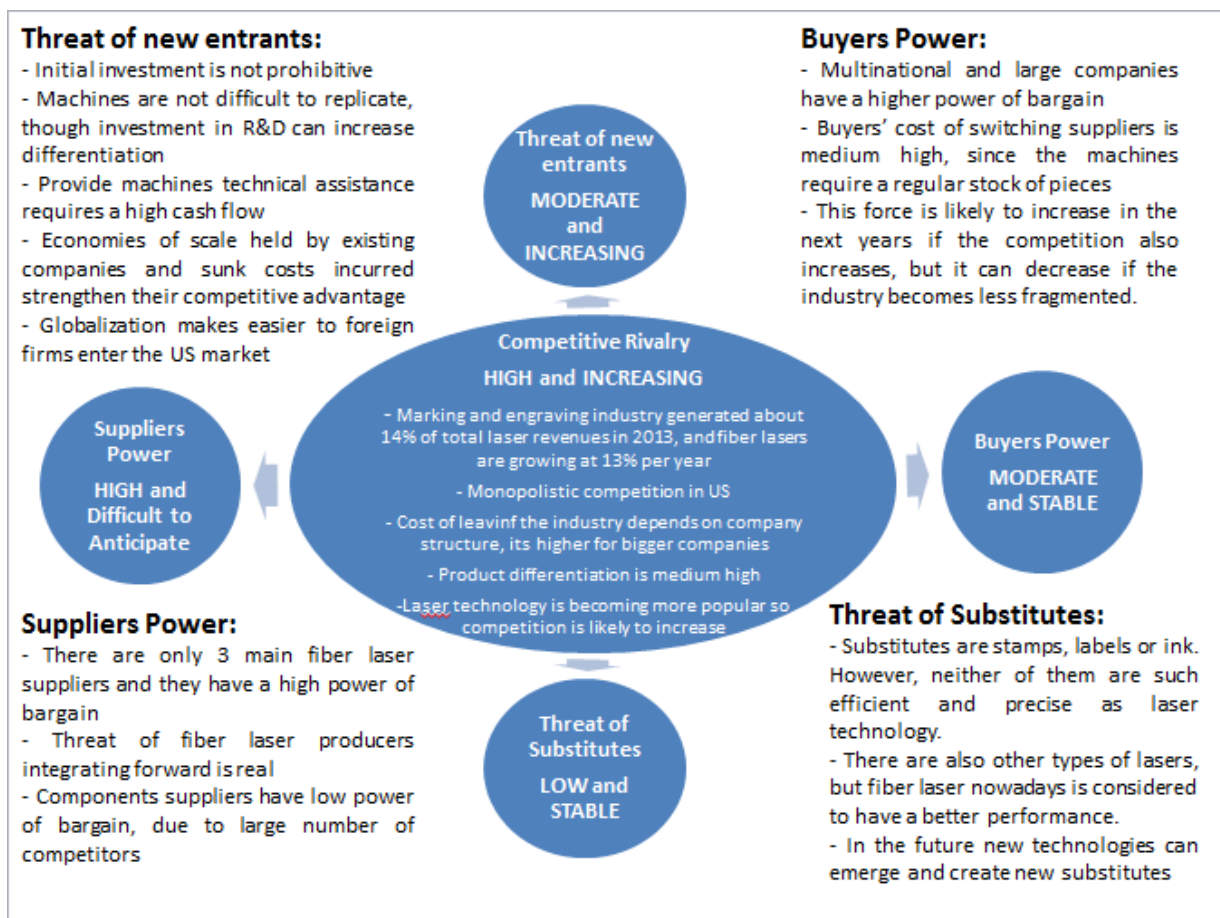 Threat of new entrants:
- Initial investment is not prohibitive
- Machines are not difficult to replicate,
though investment in R&D can increase
differentiation
- Provide machines technical assistance
requires a high cash flow
- Economies of scale held by existing
companies and sunk costs incurred
strengthen their competitive advantage
- Globalization makes easier to foreign
firms enter the US market
Threat of new
entrants
MODERATE
and
INCREASING
Buyers Power:
- Multinational and large companies
have a higher power of bargain
- Buyers' cost of switching suppliers is
medium high, since the machines
require a regular stock of pieces
- This force is likely to increase in the
next years if the competition also
increases, but it can decrease if the
industry becomes less fragmented.
Suppliers
Power
HIGH and
Difficult to
Anticipate
Competitive Rivalry
HIGH and INCREASING
- Marking and engraving industry generated about
14% of total laser revenues in 2013, and fiber lasers
are growing at 13% per year
- Monopolistic competition in US
- Cost of leavinf the industry depends on company
structure, its higher for bigger companies
- Product differentiation is medium high
-Laser technology is becoming more popular so
competition is likely to increase
Buyers Power
MODERATE
and STABLE
Suppliers Power:
- There are only 3 main fiber laser
suppliers and they have a high power of
bargain
- Threat of fiber laser producers
integrating forward is real
- Components suppliers have low power
of bargain, due to large number of
competitors
Threat of
Substitutes
LOW and
STABLE
Threat of Substitutes:
- Substitutes are stamps, labels or ink.
However, neither of them are such
efficient and precise as laser
technology.
- There are also other types of lasers,
but fiber laser nowadays is considered
to have a better performance.
- In the future new technologies can
emerge and create new substitutes